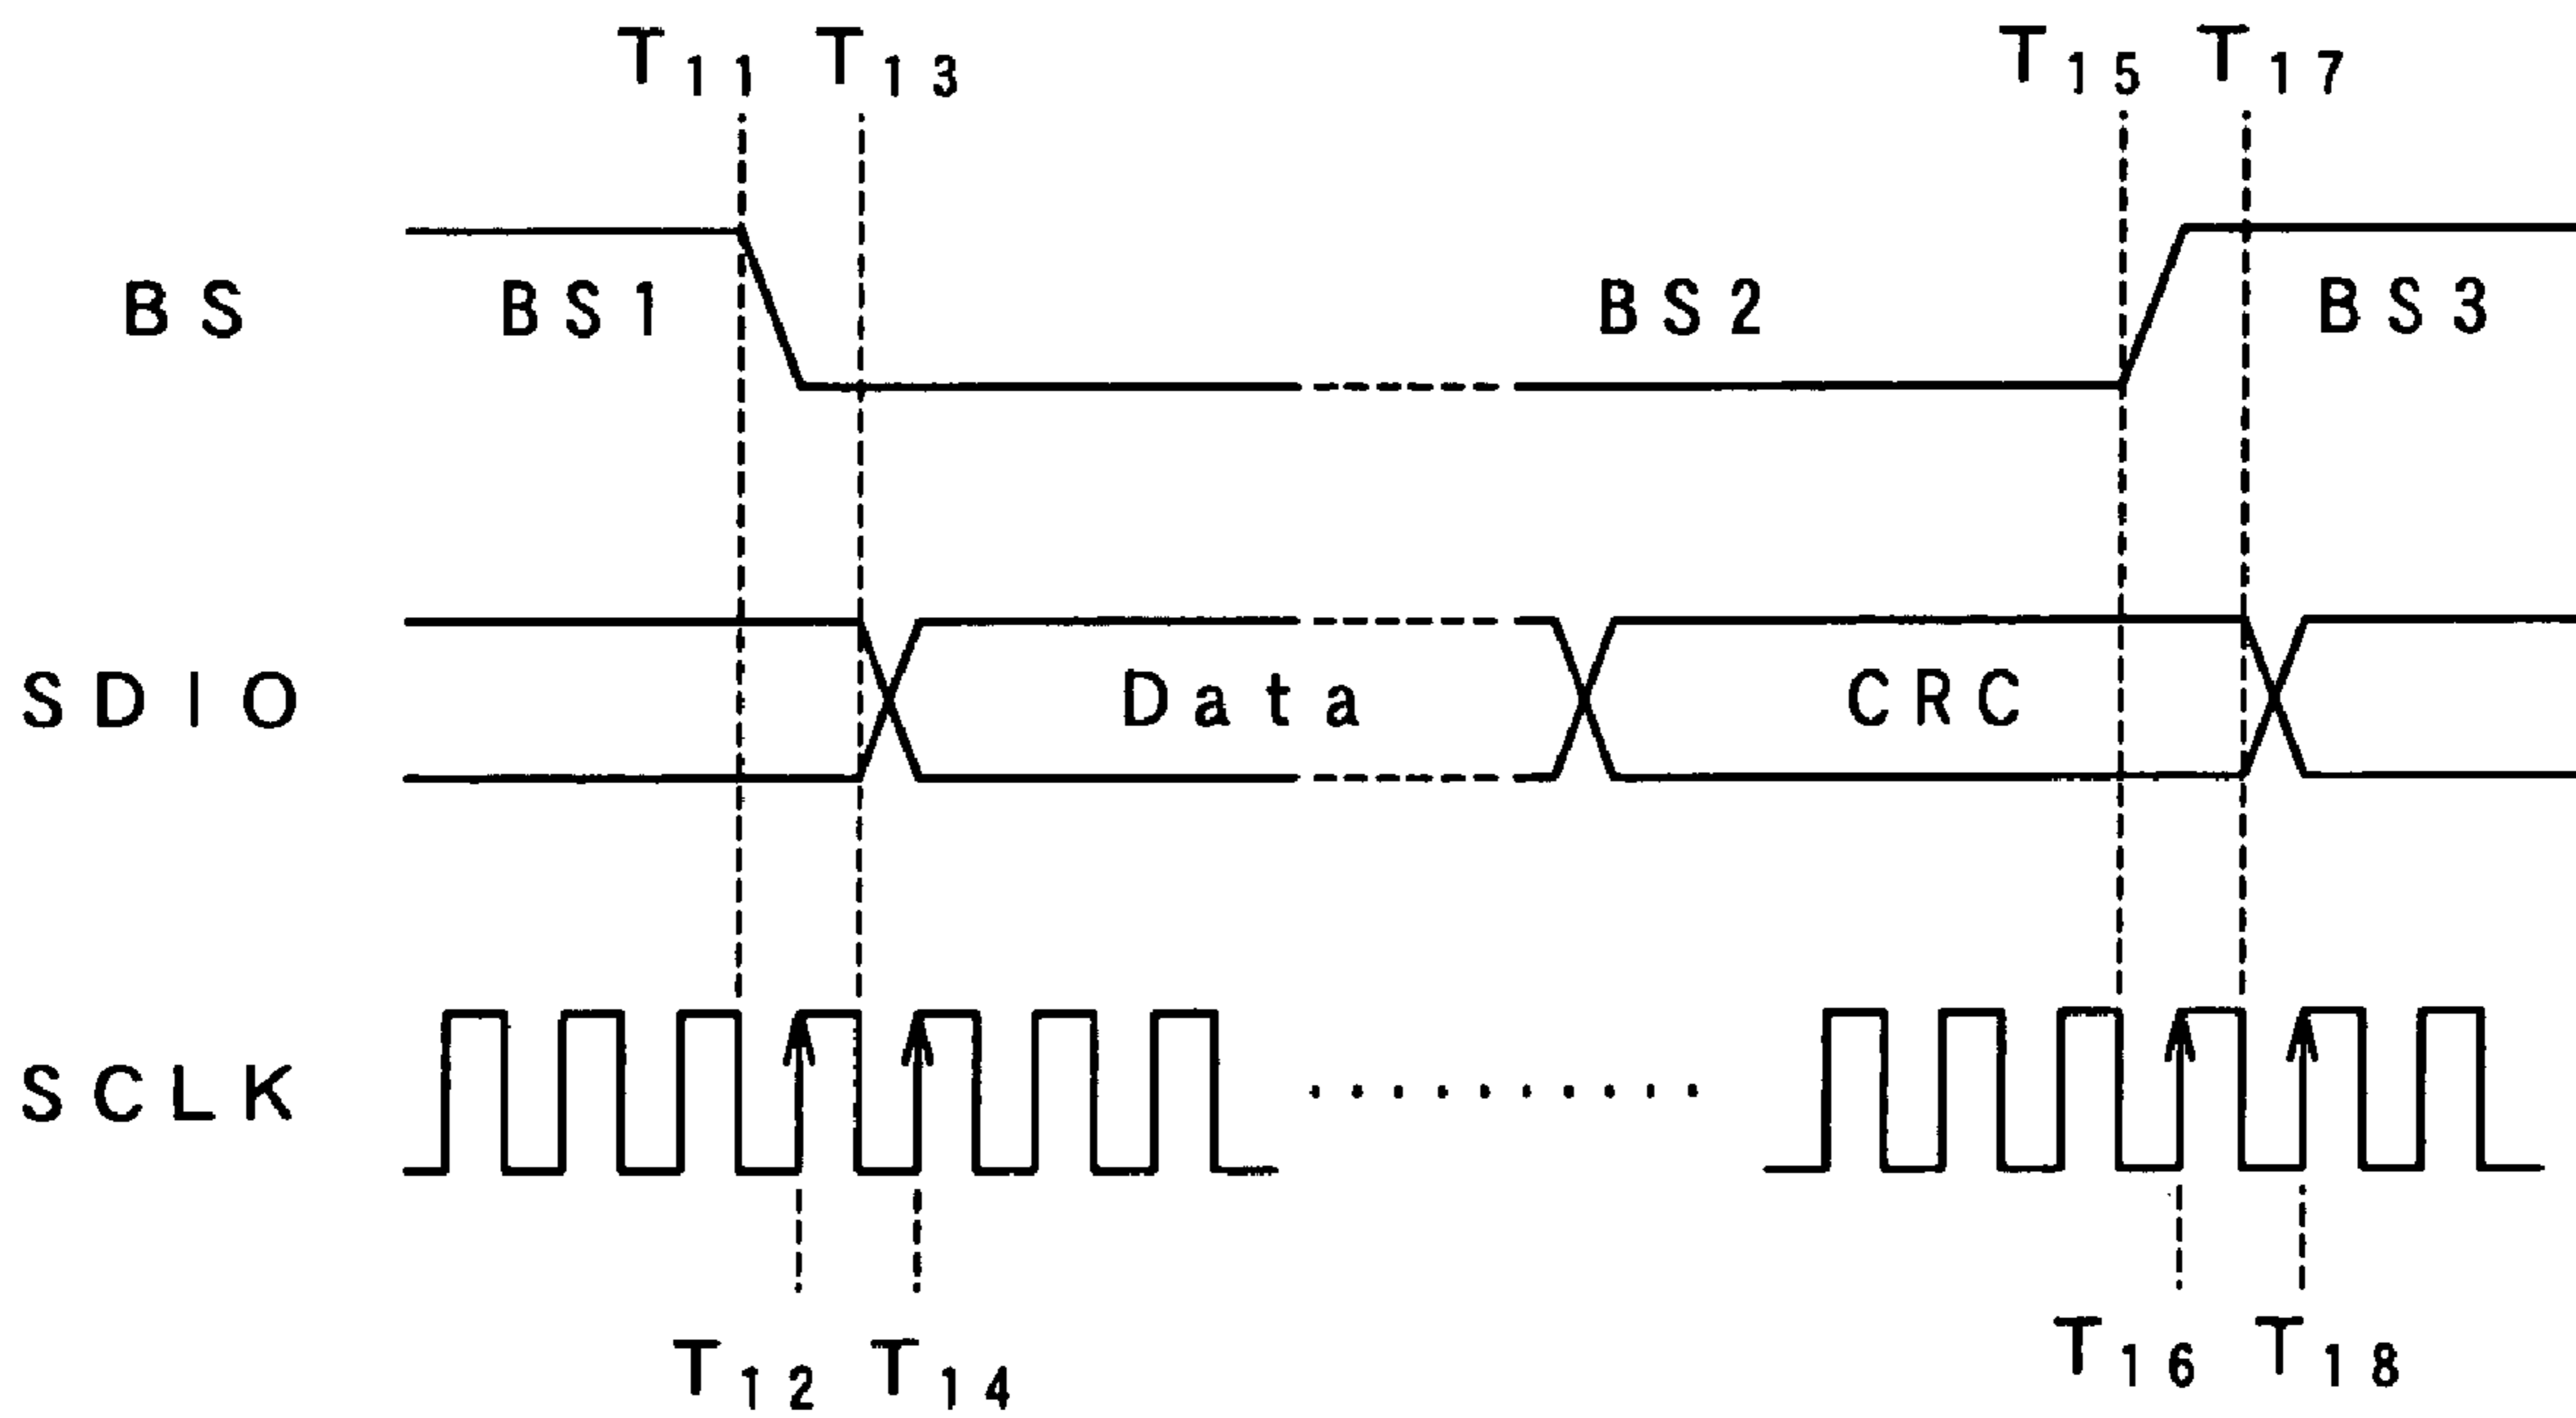 T11 T13 T15 T17
BS BS1 BS2 BS3
SDIO Data CRC
SCLK
T12 T14 T16 T18